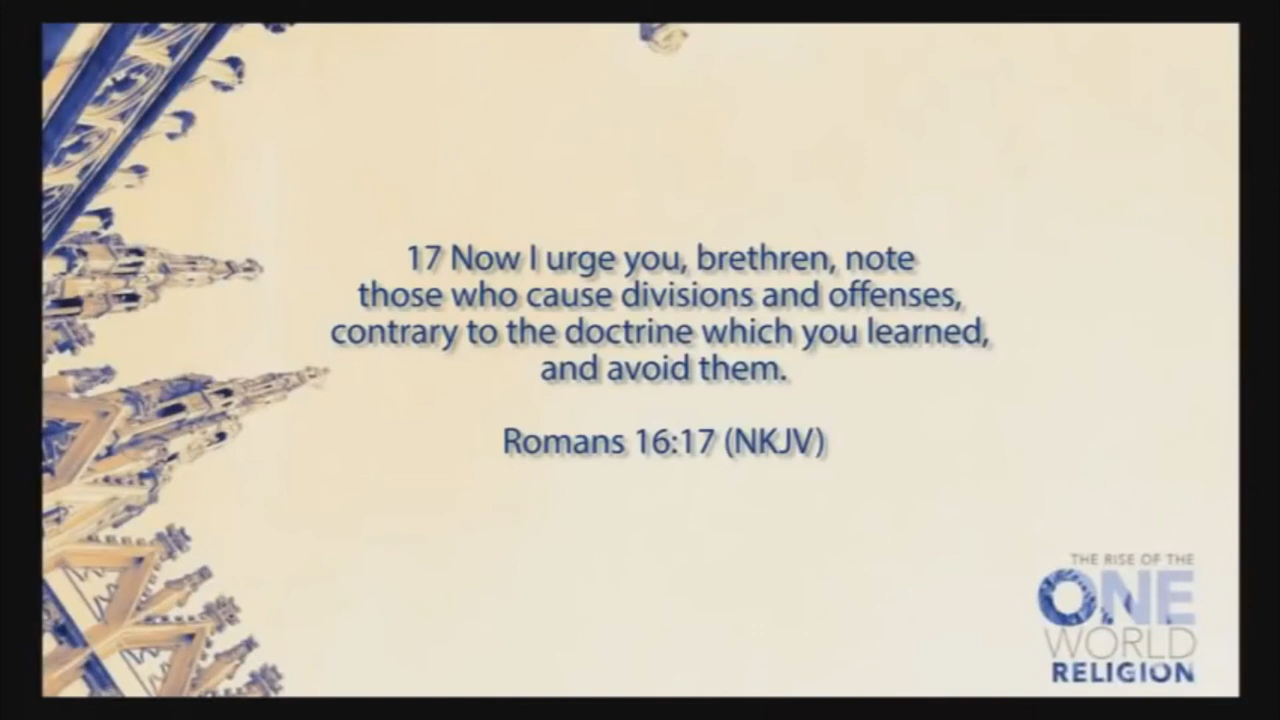 17 Now I urge you, brethren, note
those who cause divisions and offenses,
contrary to the doctrine which you learned,
and avoid them.
Romans 16:17 (NKJV)
THE RISE OF THE
ONE
WORLD
RELIGION